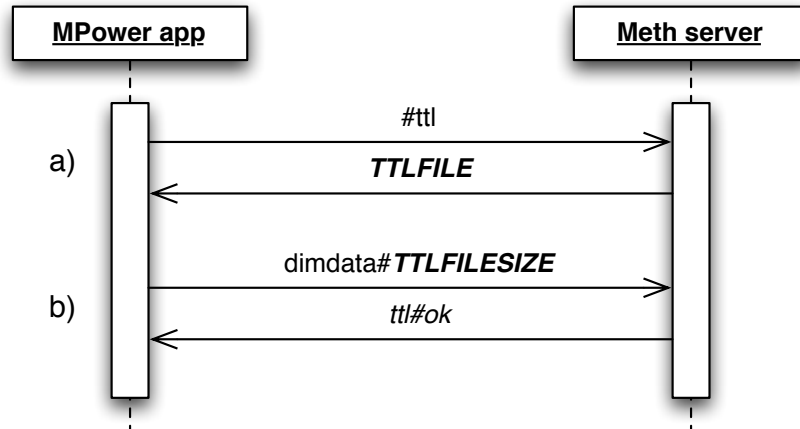 MPower app
Meth server
#ttl
a)
TTLFILE
dimdata#TTLFILESIZE
b)
ttl#ok